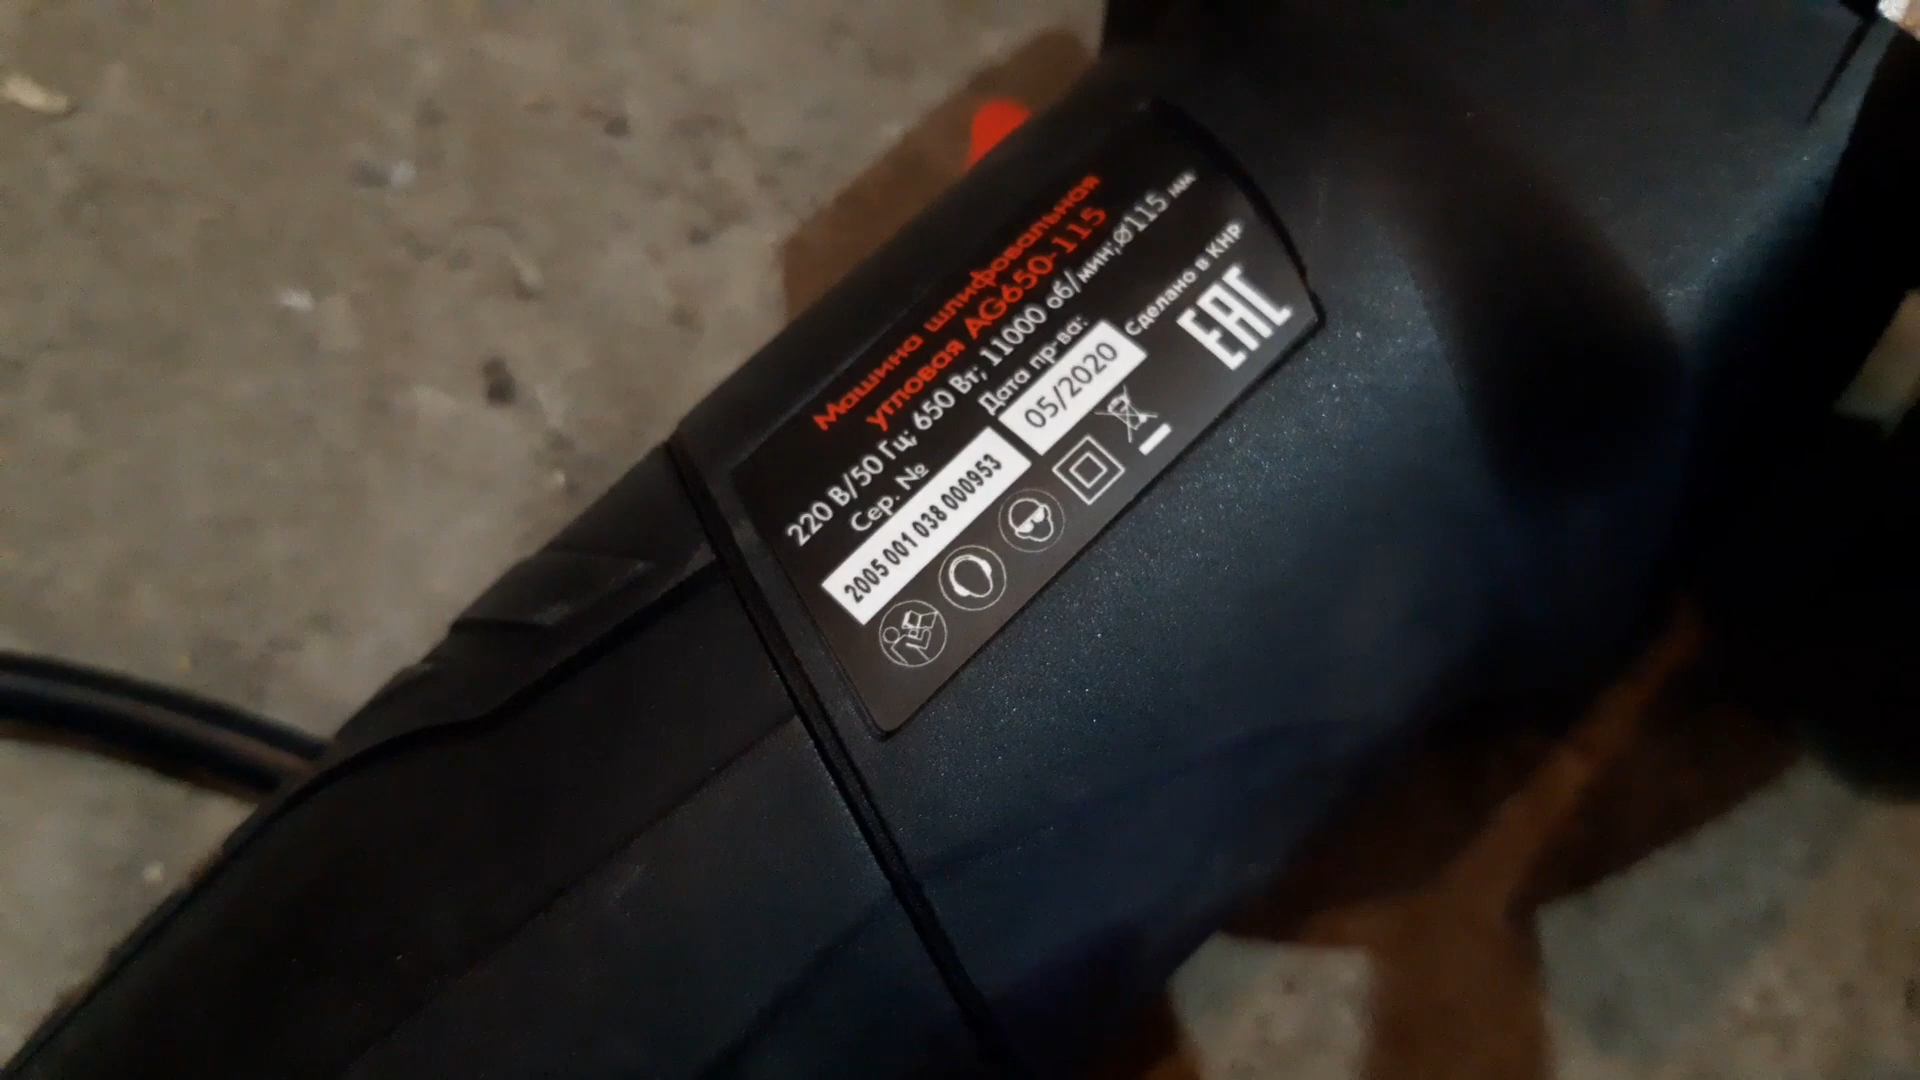 Машина шлифовальная
угловая AG650-115
220 В/50 Гц; 650 Вт; 11000 об/мин; ⌀115 мм
Сер. №
Дата пр-ва:
Сделано в КНР
2005 001 038 000953
05/2020
EAC